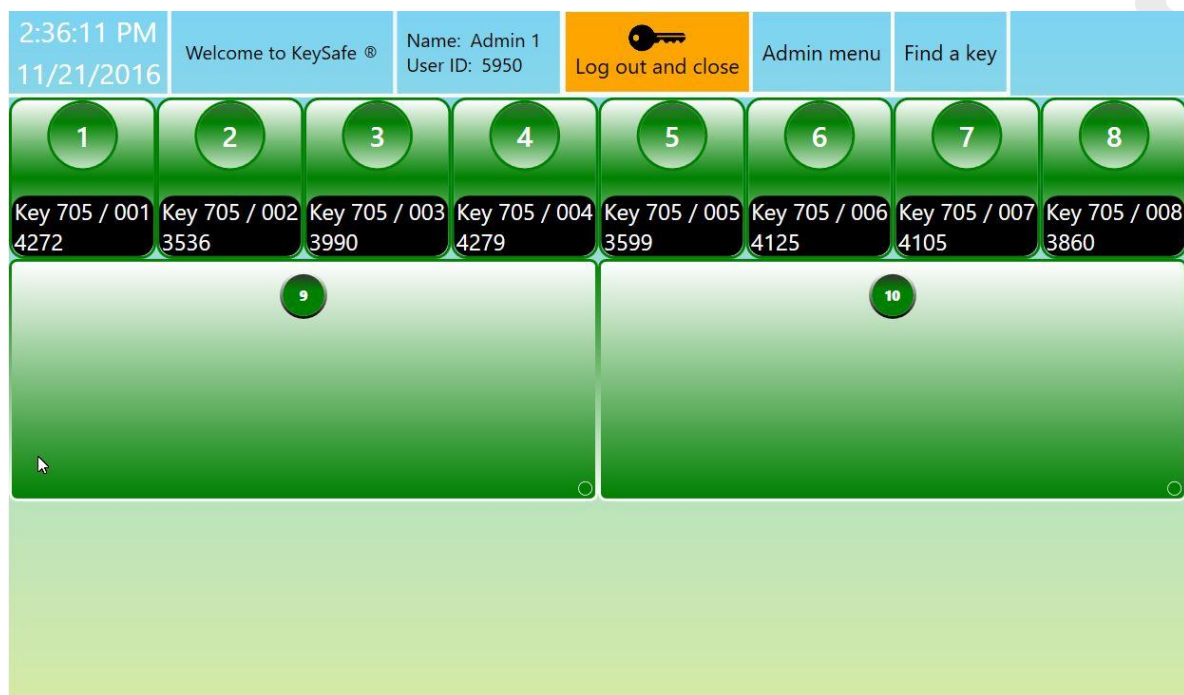 2:36:11 PM
11/21/2016
Welcome to KeySafe ®
Name: Admin 1
User ID: 5950
Log out and close
Admin menu
Find a key
1
2
3
4
5
6
7
8
Key 705 / 001
4272
Key 705 / 002
3536
Key 705 / 003
3990
Key 705 / 004
4279
Key 705 / 005
3599
Key 705 / 006
4125
Key 705 / 007
4105
Key 705 / 008
3860
9
10